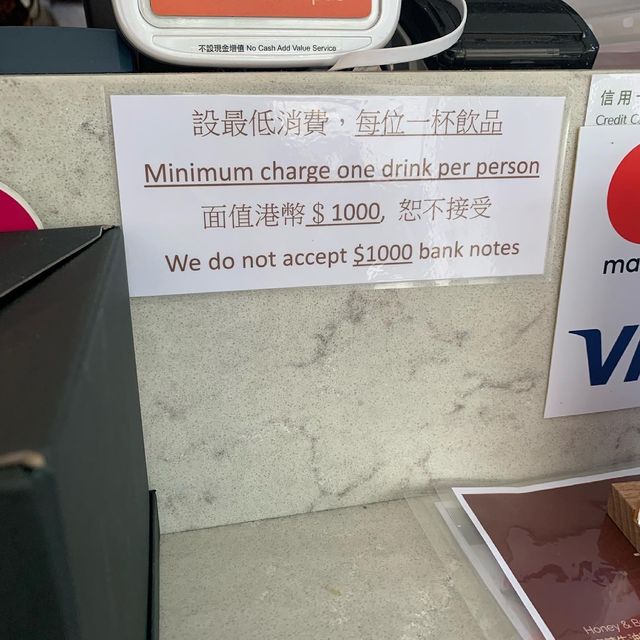 不設現金增值 No Cash Add Value Service
設最低消費，每位一杯飲品
Minimum charge one drink per person
面值港幣 $ 1000, 恕不接受
We do not accept $1000 bank notes
信用
Credit
ma
VI
Honey &